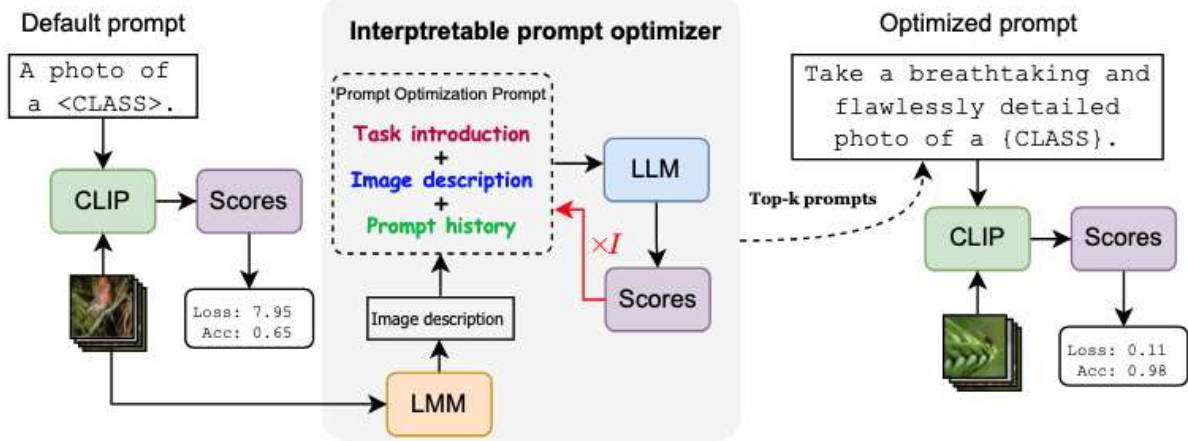 Default prompt
A photo of
a <CLASS>.
CLIP
Scores
Loss: 7.95
Acc: 0.65
Interptretable prompt optimizer
Prompt Optimization Prompt
Task introduction
+
Image description
+
Prompt history
LLM
×I
Scores
Image description
LMM
Top-k prompts
Optimized prompt
Take a breathtaking and
flawlessly detailed
photo of a {CLASS}.
CLIP
Scores
Loss: 0.11
Acc: 0.98